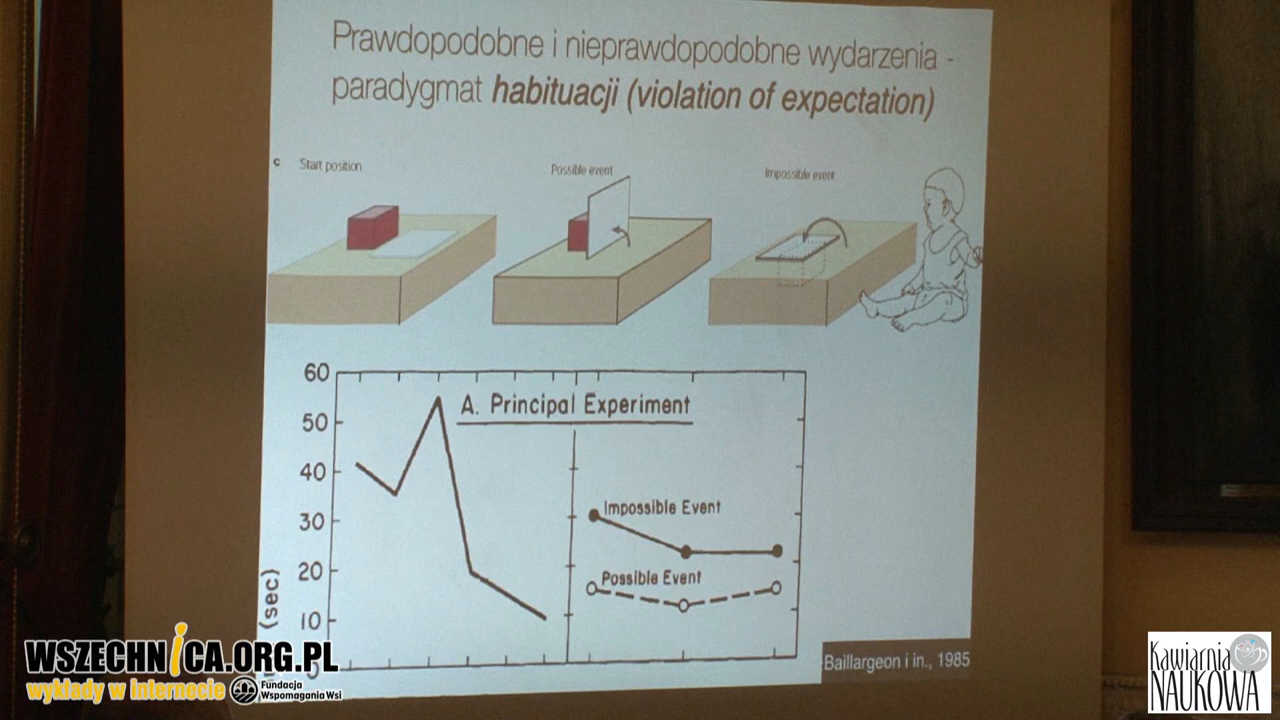 Prawdopodobne i nieprawdopodobne wydarzenia -
paradygmat habituacji (violation of expectation)
c Start position
Possible event
Impossible event
60
50
40
30
20
10
0
(sec)
A. Principal Experiment
Impossible Event
Possible Event
Baillargeon i in., 1985
WSZECHNICA.ORG.PL
wykłady w internecie
Fundacja
Wspomagania Wsi
Kawiarnia
NAUKOWA